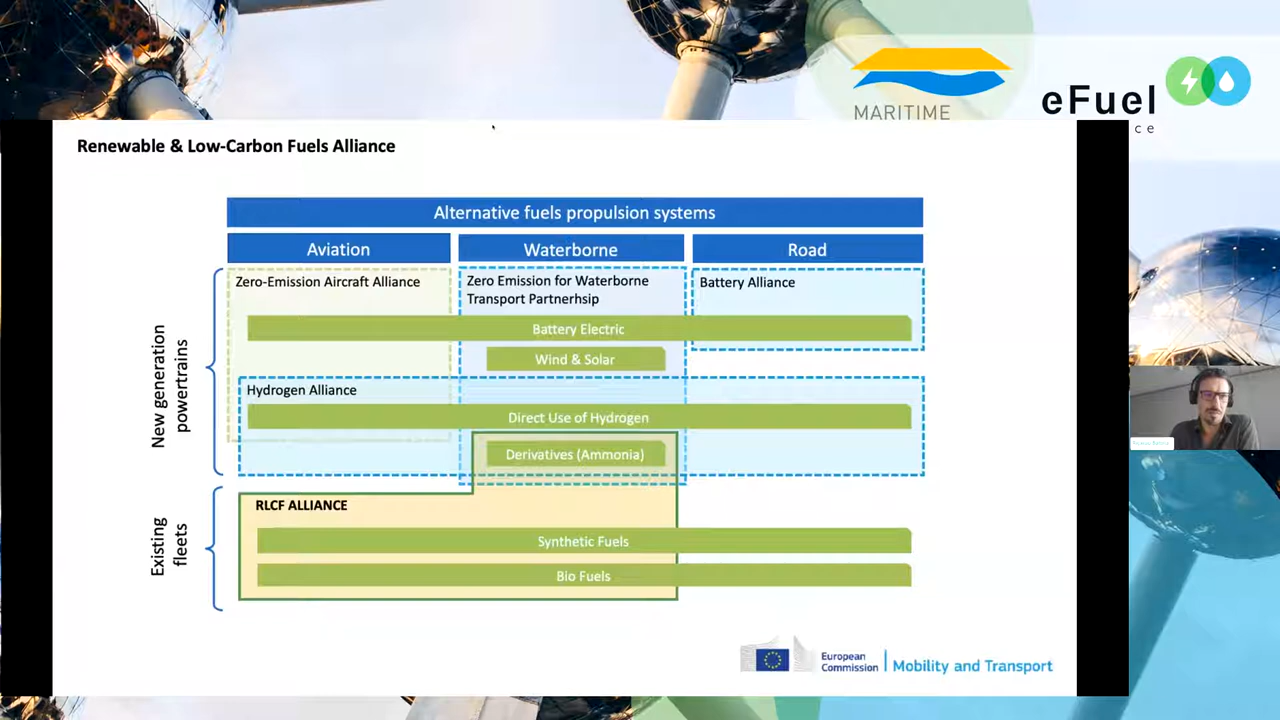 MARITIME
eFuel
ce
Renewable & Low-Carbon Fuels Alliance
Alternative fuels propulsion systems
Aviation
Waterborne
Road
Zero-Emission Aircraft Alliance
Zero Emission for Waterborne
Transport Partnerhsip
Battery Alliance
Battery Electric
Wind & Solar
New generation
powertrains
Hydrogen Alliance
Direct Use of Hydrogen
Derivatives (Ammonia)
Existing
fleets
RLCF ALLIANCE
Synthetic Fuels
Bio Fuels
European
Commission
Mobility and Transport